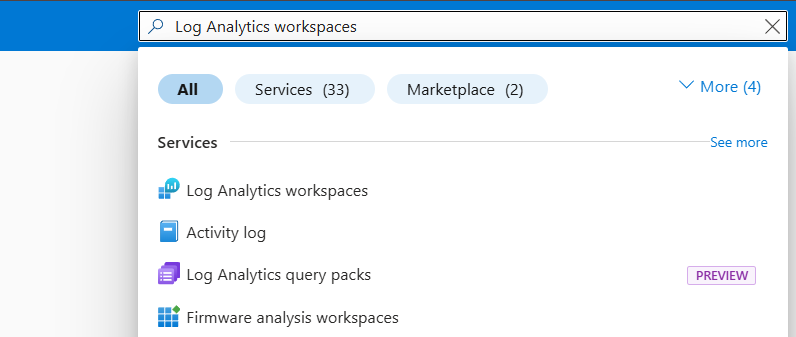 Log Analytics workspaces
All Services (33) Marketplace (2) More (4)
Services See more
Log Analytics workspaces
Activity log
Log Analytics query packs PREVIEW
Firmware analysis workspaces